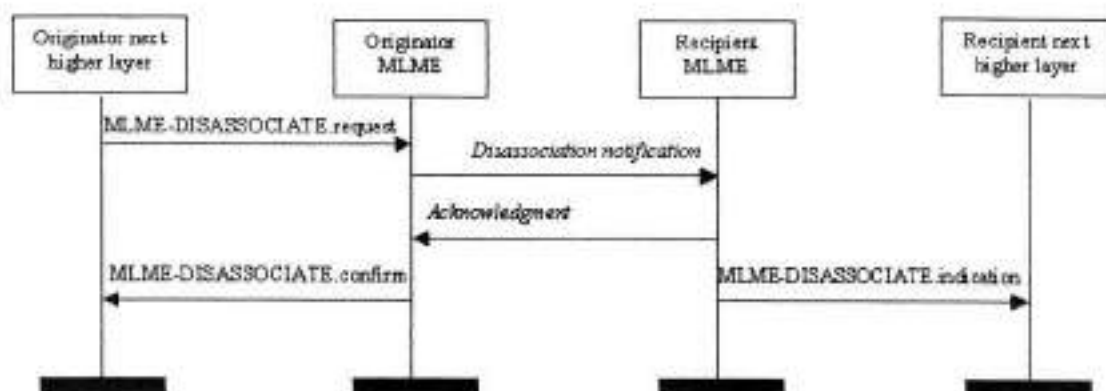 Originator next
higher layer
Originator
MLME
Recipient
MLME
Recipient next
higher layer
MLME-DISASSOCIATE.request
Disassociation notification
Acknowledgment
MLME-DISASSOCIATE.confirm
MLME-DISASSOCIATE.indication